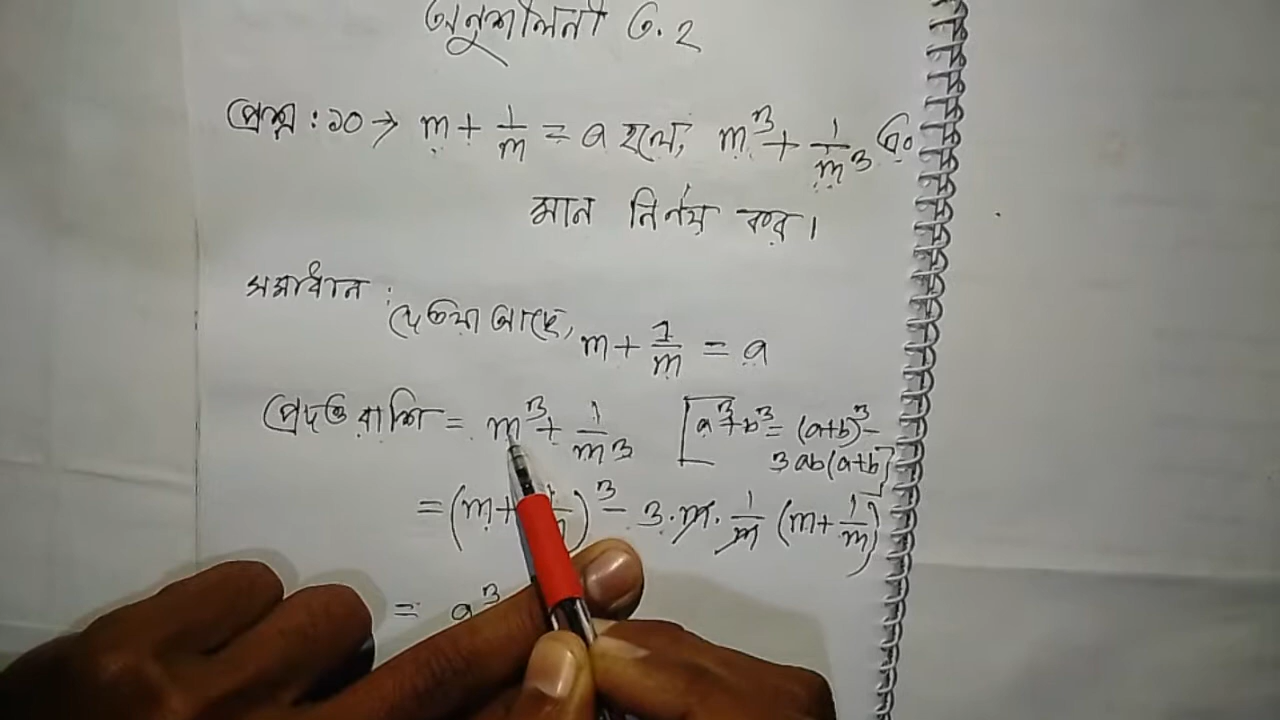 অনুশীলনী ৩.২
প্রশ্ন : ১০ → m + 1/m = a হলে, m³ + 1/m³ এর
মান নির্ণয় কর।
সমাধান :
দেওয়া আছে, m + 1/m = a
প্রদত্ত রাশি = m³ + 1/m³ [a³+b³ = (a+b)³ –
3ab(a+b)]
= (m + )³ – 3.m. 1/m (m + 1/m)
= a³